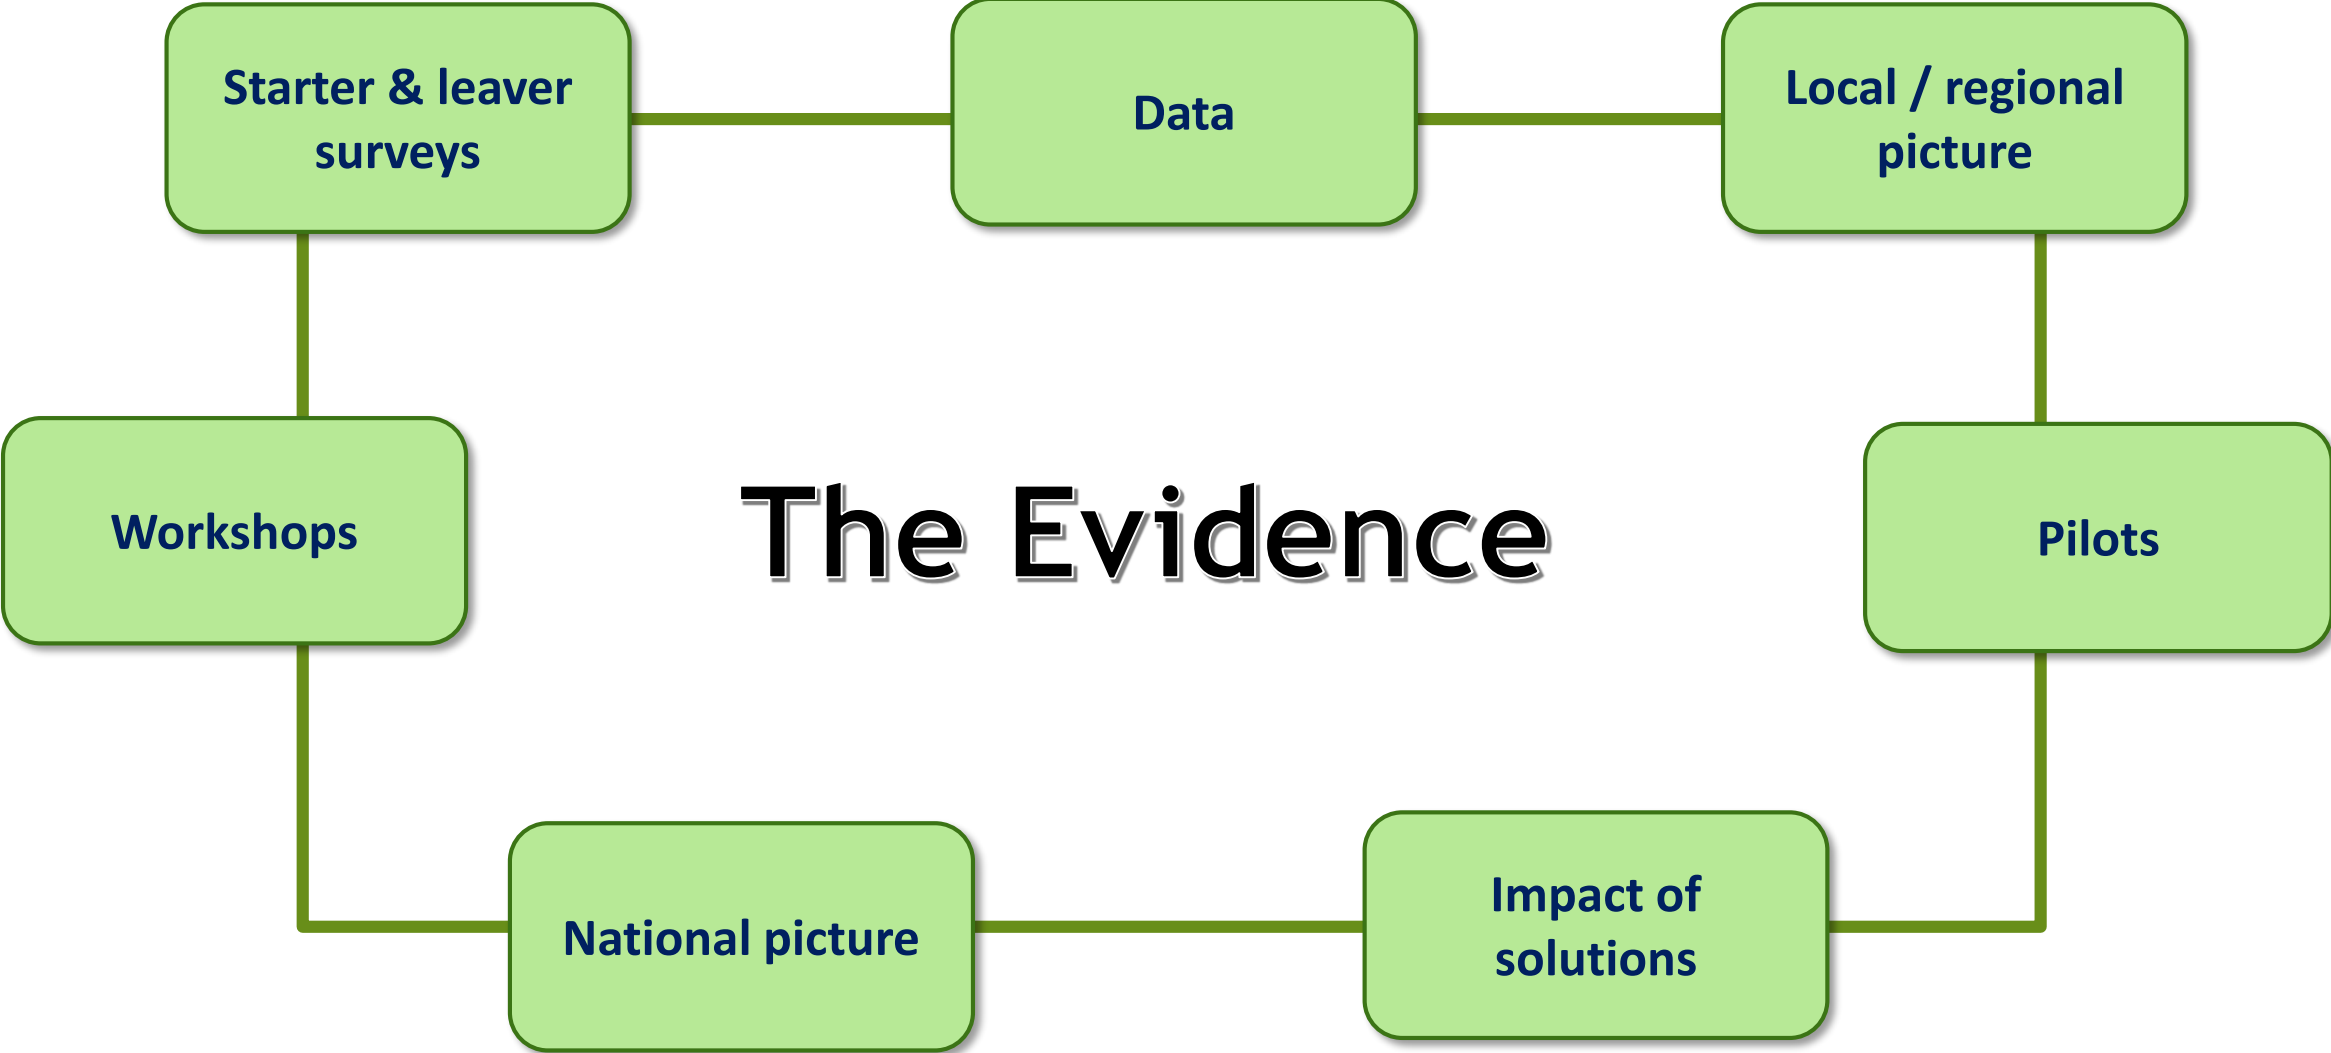 Starter & leaver
surveys
Data
Local / regional
picture
Workshops
The Evidence
Pilots
National picture
Impact of
solutions